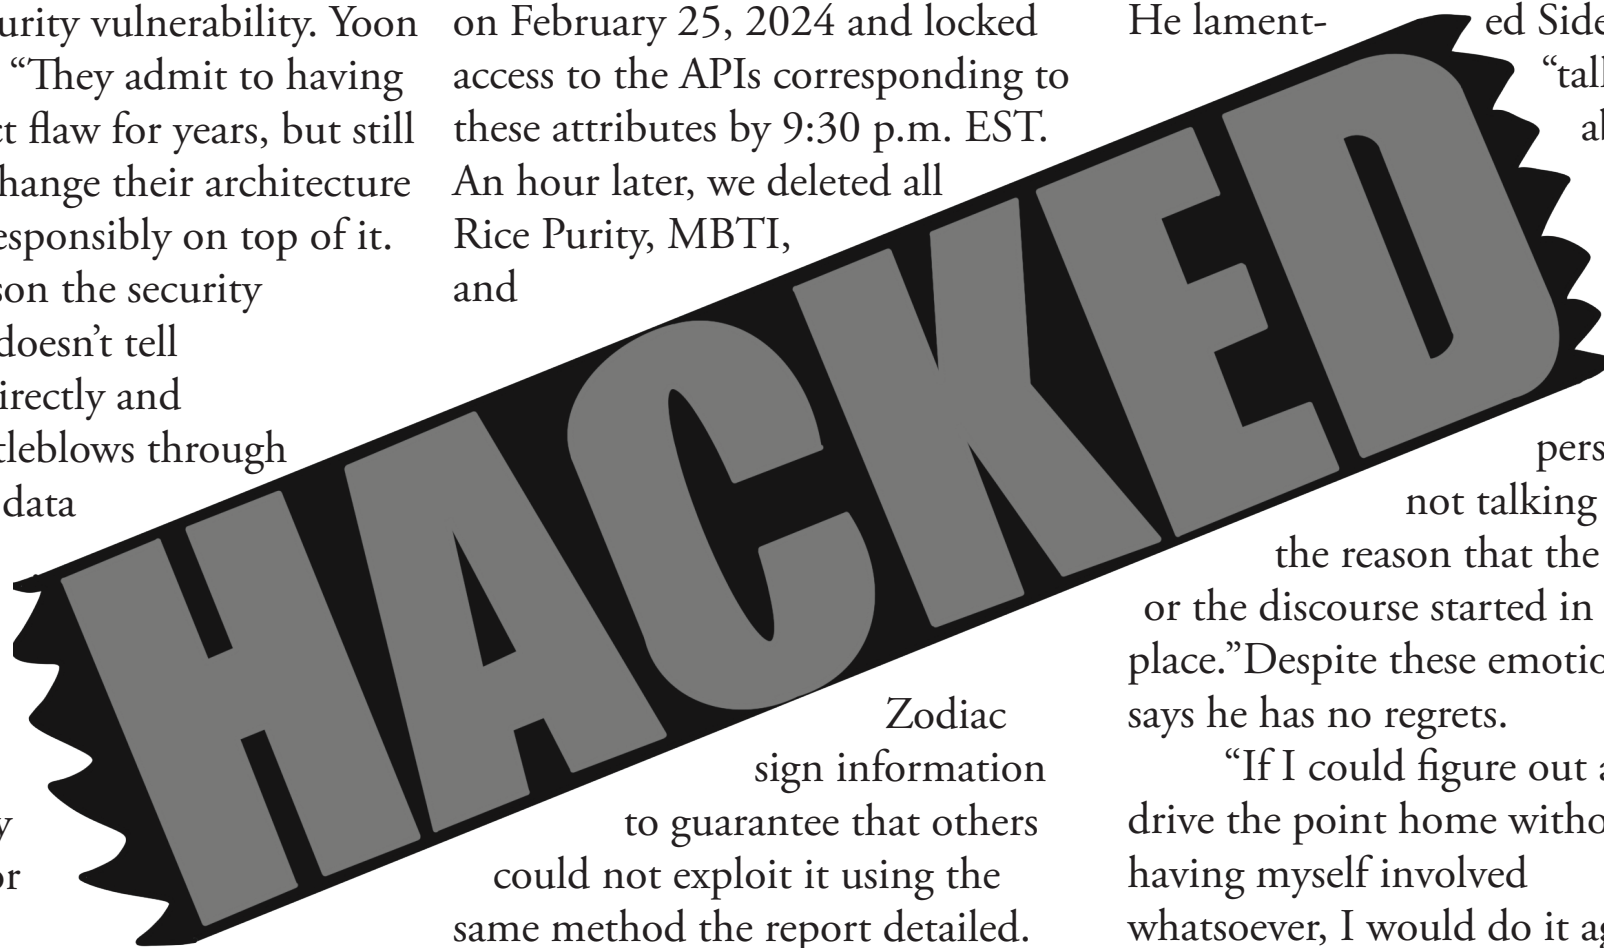 urity vulnerability. Yoon
“They admit to having
ct flaw for years, but still
hange their architecture
esponsibly on top of it.
son the security
doesn’t tell
irectly and
tleblows through
data
y
or
on February 25, 2024 and locked
access to the APIs corresponding to
these attributes by 9:30 p.m. EST.
An hour later, we deleted all
Rice Purity, MBTI,
and
HACKED
Zodiac
sign information
to guarantee that others
could not exploit it using the
same method the report detailed.
He lament- ed Side
“tal
ab
pers
not talking
the reason that the
or the discourse started in
place.”Despite these emotio
says he has no regrets.
“If I could figure out a
drive the point home witho
having myself involved
whatsoever, I would do it ag